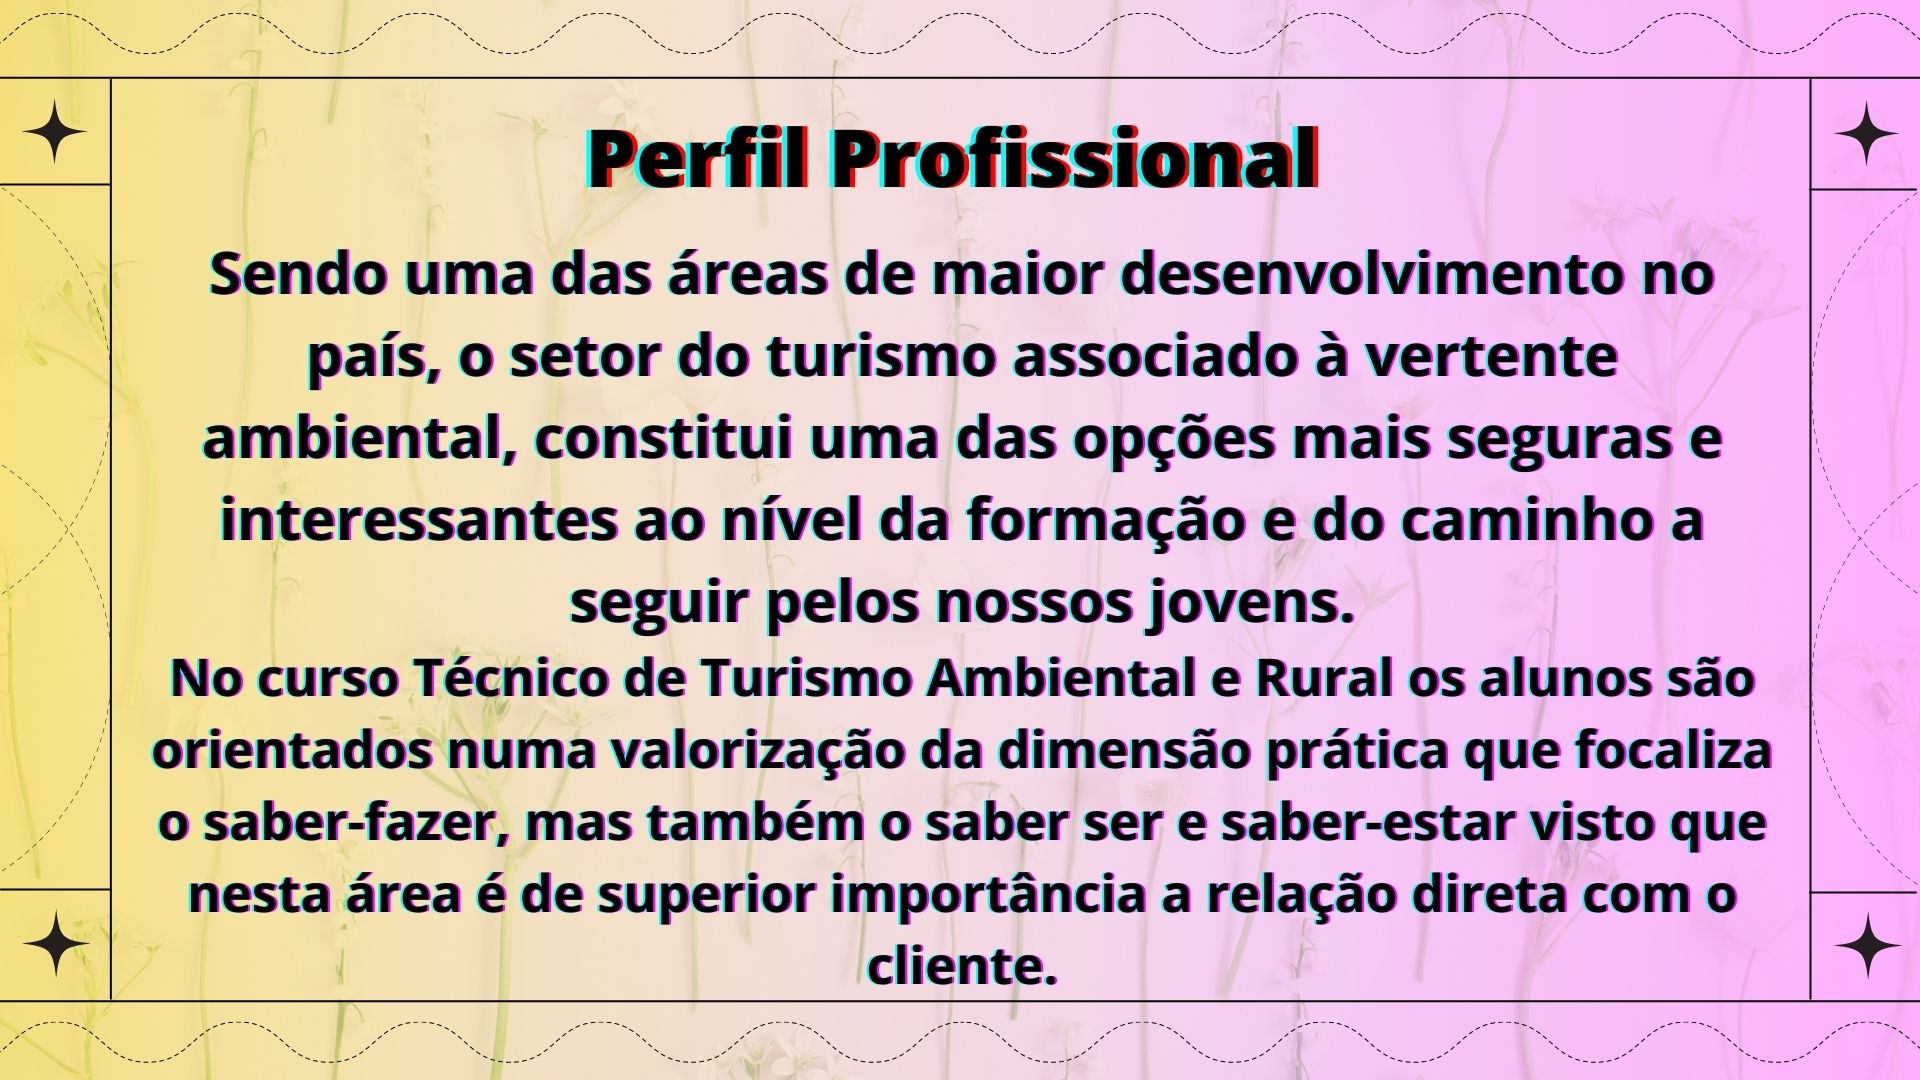 Perfil Profissional
Sendo uma das áreas de maior desenvolvimento no
país, o setor do turismo associado à vertente
ambiental, constitui uma das opções mais seguras e
interessantes ao nível da formação e do caminho a
seguir pelos nossos jovens.
No curso Técnico de Turismo Ambiental e Rural os alunos são
orientados numa valorização da dimensão prática que focaliza
o saber-fazer, mas também o saber ser e saber-estar visto que
nesta área é de superior importância a relação direta com o
cliente.